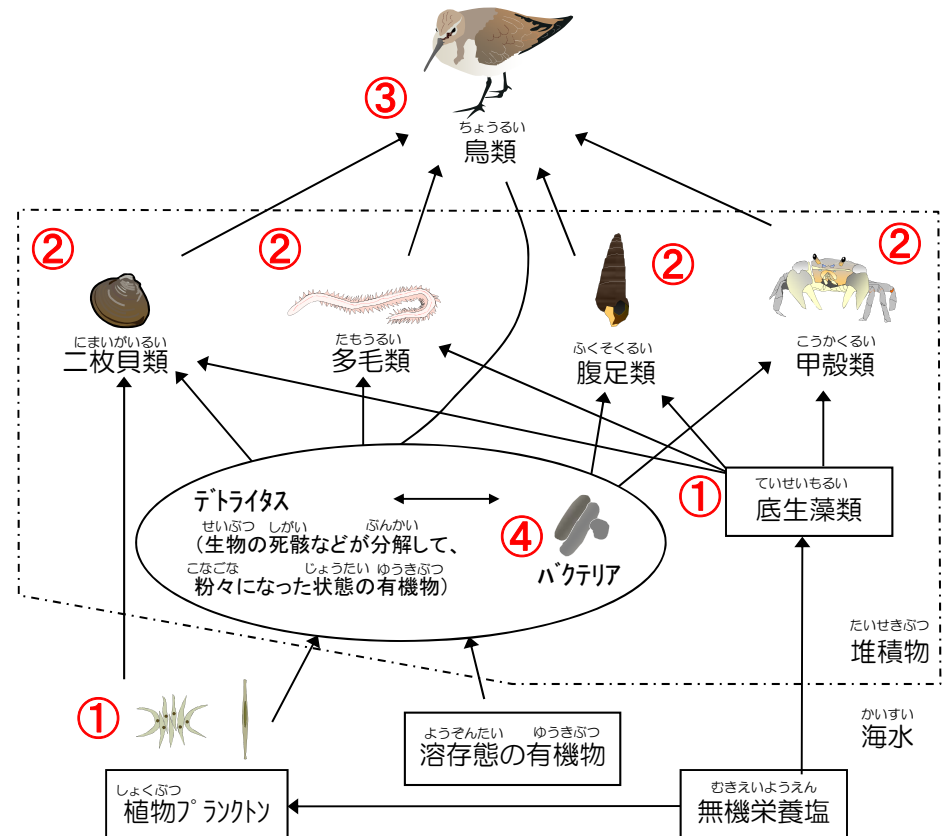 ③
ちょうるい
鳥類
②
②
②
②
にまいがいるい
二枚貝類
たもうるい
多毛類
ふくそくるい
腹足類
こうかくるい
甲殻類
①
ていせいもるい
底生藻類
デトライタス
せいぶつ しがい ぶんかい
(生物の死骸などが分解して、
こなごな じょうたい ゆうきぶつ
粉々になった状態の有機物)
④
バクテリア
たいせきぶつ
堆積物
①
かいすい
海水
ようぞんたい ゆうきぶつ
溶存態の有機物
しょくぶつ
植物プランクトン
むきえいようえん
無機栄養塩